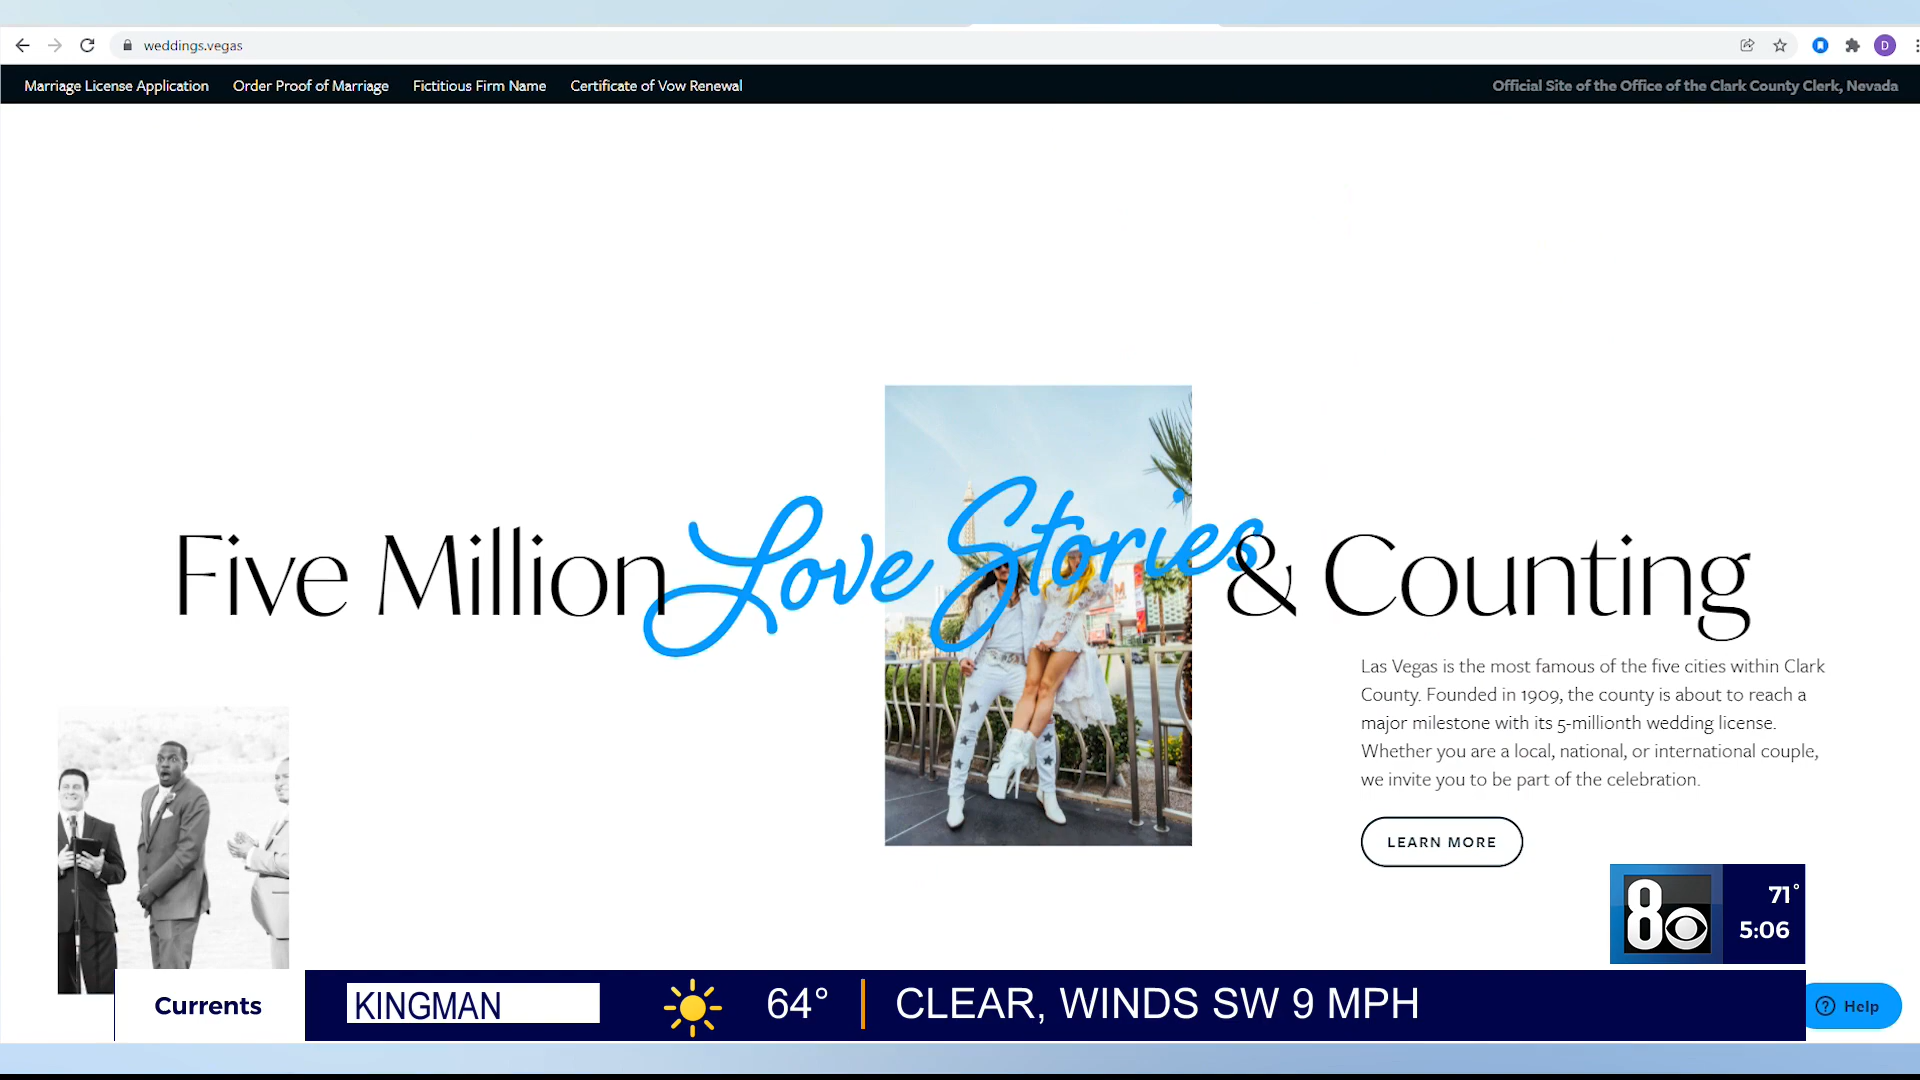 weddings.vegas
D
Marriage License Application Order Proof of Marriage Fictitious Firm Name Certificate of Vow Renewal Official Site of the Office of the Clark County Clerk, Nevada
Five Million Love Stories & Counting
Las Vegas is the most famous of the five cities within Clark
County. Founded in 1909, the county is about to reach a
major milestone with its 5-millionth wedding license.
Whether you are a local, national, or international couple,
we invite you to be part of the celebration.
LEARN MORE
8
71°
5:06
Currents KINGMAN 64° CLEAR, WINDS SW 9 MPH
? Help